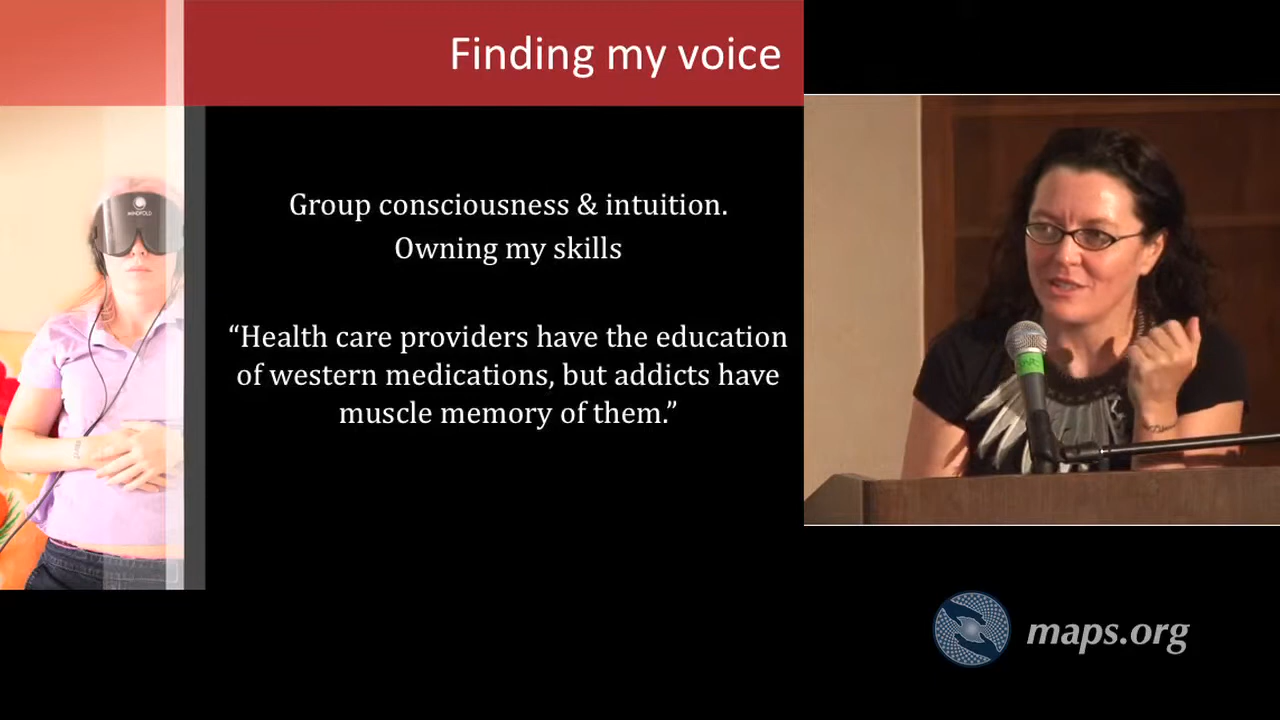 Finding my voice
Group consciousness & intuition.
Owning my skills
“Health care providers have the education
of western medications, but addicts have
muscle memory of them.”
MINDFOLD
maps.org